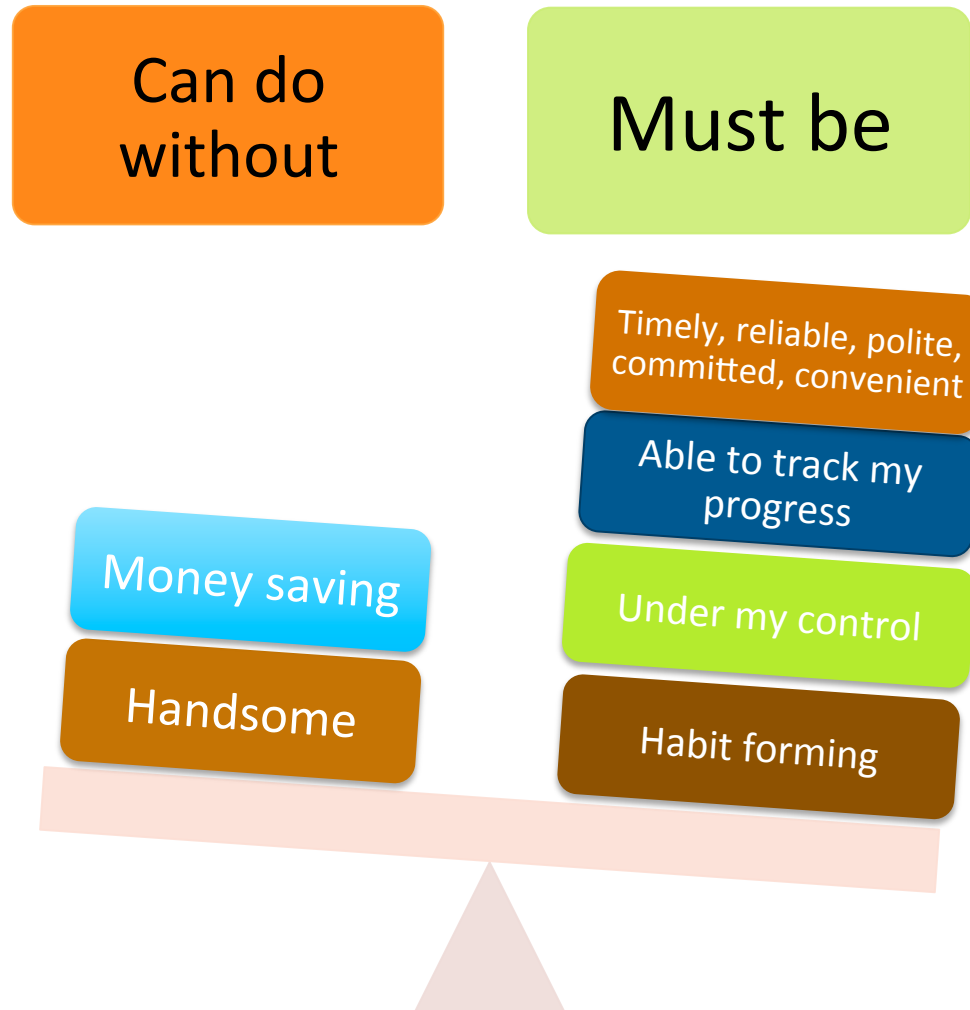 Can do
without
Must be
Timely, reliable, polite,
committed, convenient
Able to track my
progress
Under my control
Habit forming
Money saving
Handsome